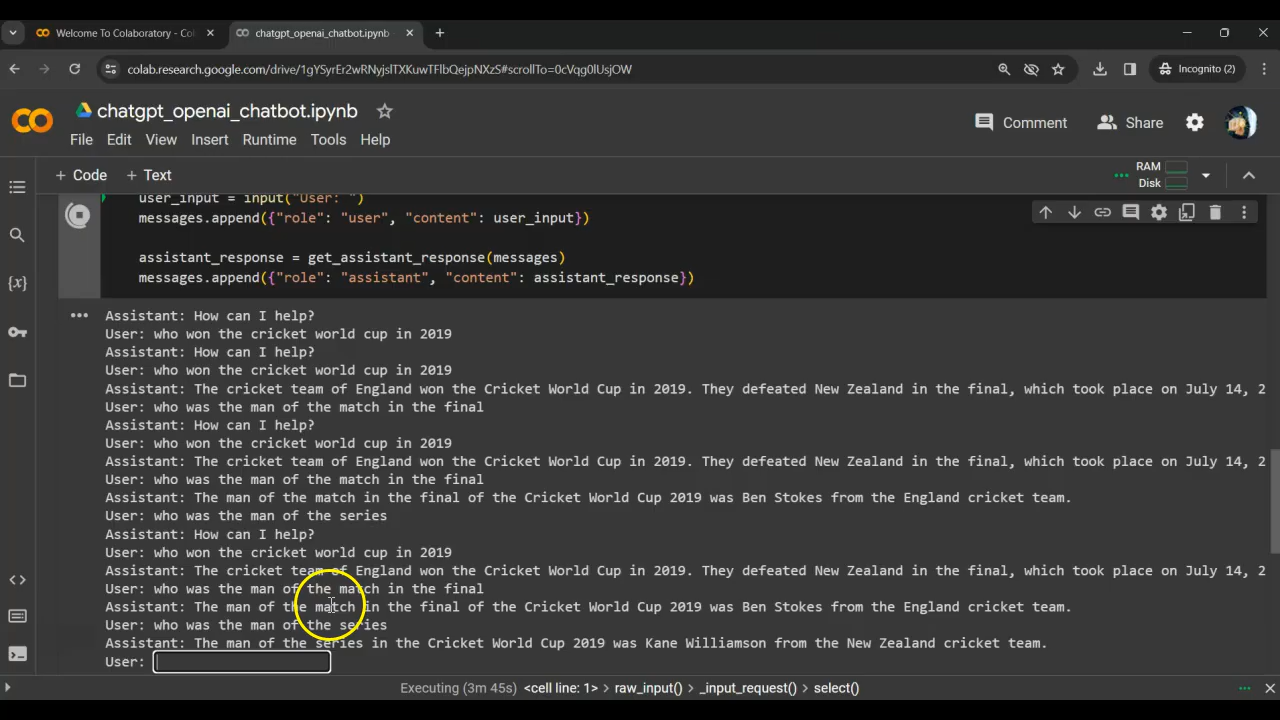 Welcome To Colaboratory - Co
chatgpt_openai_chatbot.ipynb
colab.research.google.com/drive/1gYSyrEr2wRNyjslTXKuwTFlbQejpNXzS#scrollTo=0cVqg0lUsjOW
Incognito (2)
chatgpt_openai_chatbot.ipynb
File Edit View Insert Runtime Tools Help
Comment
Share
+ Code + Text
RAM
Disk
user_input = input("User: ")
messages.append({"role": "user", "content": user_input})
assistant_response = get_assistant_response(messages)
messages.append({"role": "assistant", "content": assistant_response})
Assistant: How can I help?
User: who won the cricket world cup in 2019
Assistant: How can I help?
User: who won the cricket world cup in 2019
Assistant: The cricket team of England won the Cricket World Cup in 2019. They defeated New Zealand in the final, which took place on July 14, 2
User: who was the man of the match in the final
Assistant: How can I help?
User: who won the cricket world cup in 2019
Assistant: The cricket team of England won the Cricket World Cup in 2019. They defeated New Zealand in the final, which took place on July 14, 2
User: who was the man of the match in the final
Assistant: The man of the match in the final of the Cricket World Cup 2019 was Ben Stokes from the England cricket team.
User: who was the man of the series
Assistant: How can I help?
User: who won the cricket world cup in 2019
Assistant: The cricket team of England won the Cricket World Cup in 2019. They defeated New Zealand in the final, which took place on July 14, 2
User: who was the man of the match in the final
Assistant: The man of the match in the final of the Cricket World Cup 2019 was Ben Stokes from the England cricket team.
User: who was the man of the series
Assistant: The man of the series in the Cricket World Cup 2019 was Kane Williamson from the New Zealand cricket team.
User:
Executing (3m 45s) <cell line: 1> > raw_input() > _input_request() > select()